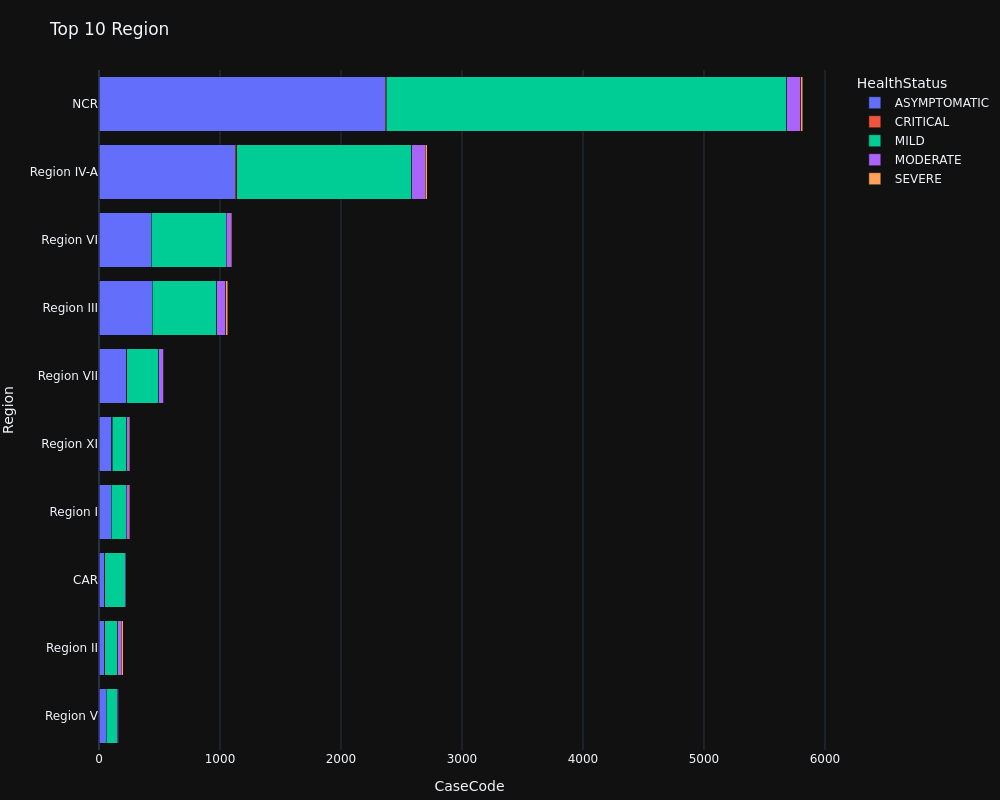 Top 10 Region
HealthStatus
ASYMPTOMATIC
CRITICAL
MILD
MODERATE
SEVERE
NCR
Region IV-A
Region VI
Region III
Region VII
Region XI
Region I
CAR
Region II
Region V
Region
0 1000 2000 3000 4000 5000 6000
CaseCode